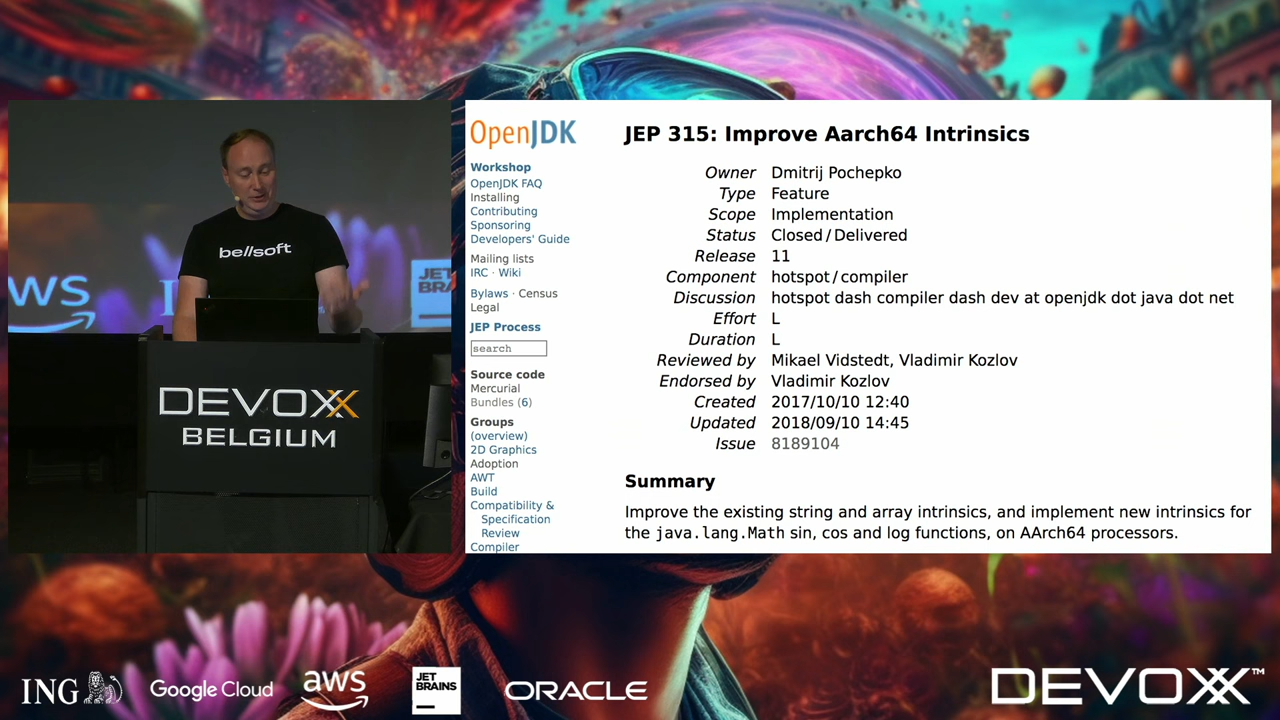 bellsoft
aws
JET
BRA
DEVOXX
BELGIUM
OpenJDK
Workshop
OpenJDK FAQ
Installing
Contributing
Sponsoring
Developers' Guide
Mailing lists
IRC · Wiki
Bylaws · Census
Legal
JEP Process
search
Source code
Mercurial
Bundles (6)
Groups
(overview)
2D Graphics
Adoption
AWT
Build
Compatibility &
Specification
Review
Compiler
JEP 315: Improve Aarch64 Intrinsics
Owner Dmitrij Pochepko
Type Feature
Scope Implementation
Status Closed / Delivered
Release 11
Component hotspot / compiler
Discussion hotspot dash compiler dash dev at openjdk dot java dot net
Effort L
Duration L
Reviewed by Mikael Vidstedt, Vladimir Kozlov
Endorsed by Vladimir Kozlov
Created 2017/10/10 12:40
Updated 2018/09/10 14:45
Issue 8189104
Summary
Improve the existing string and array intrinsics, and implement new intrinsics for
the java.lang.Math sin, cos and log functions, on AArch64 processors.
ING
Google Cloud
aws
JET
BRAINS
ORACLE
DEVOXX™